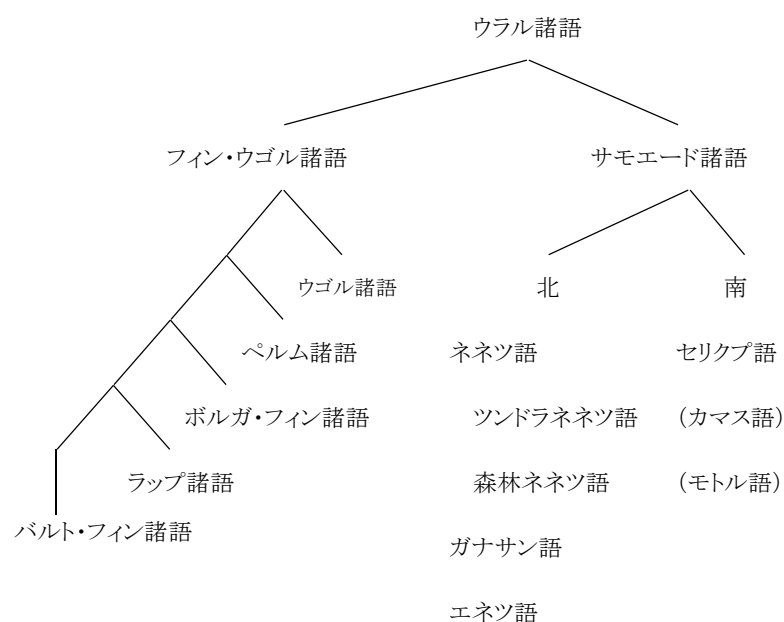 ウラル諸語
フィン・ウゴル諸語
サモエード諸語
ウゴル諸語
ペルム諸語
ボルガ・フィン諸語
ラップ諸語
バルト・フィン諸語
北
ネネツ語
ツンドラネネツ語
森林ネネツ語
ガナサン語
エネツ語
南
セリクプ語
(カマス語)
(モトル語)